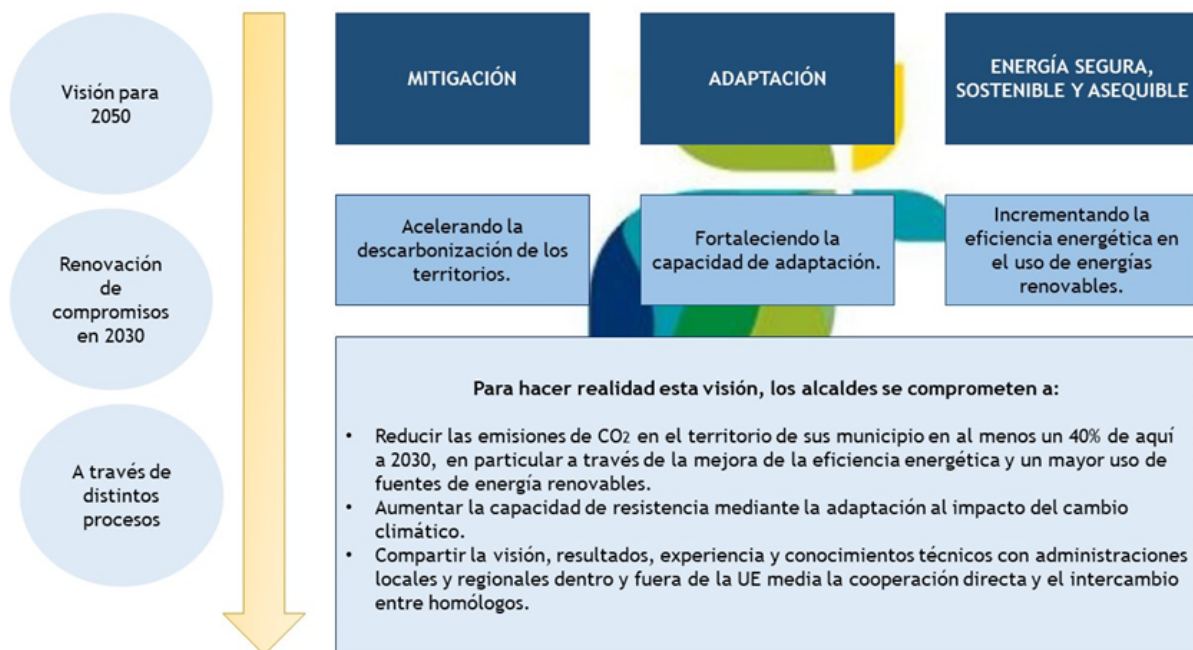 Visión para
2050
Renovación
de
compromisos
en 2030
A través de
distintos
procesos
MITIGACIÓN
ADAPTACIÓN
ENERGÍA SEGURA,
SOSTENIBLE Y ASEQUIBLE
Acelerando la
descarbonización de los
territorios.
Fortaleciendo la
capacidad de adaptación.
Incrementando la
eficiencia energética en
el uso de energías
renovables.
Para hacer realidad esta visión, los alcaldes se comprometen a:
• Reducir las emisiones de CO2 en el territorio de sus municipio en al menos un 40% de aquí
a 2030, en particular a través de la mejora de la eficiencia energética y un mayor uso de
fuentes de energía renovables.
• Aumentar la capacidad de resistencia mediante la adaptación al impacto del cambio
climático.
• Compartir la visión, resultados, experiencia y conocimientos técnicos con administraciones
locales y regionales dentro y fuera de la UE media la cooperación directa y el intercambio
entre homólogos.